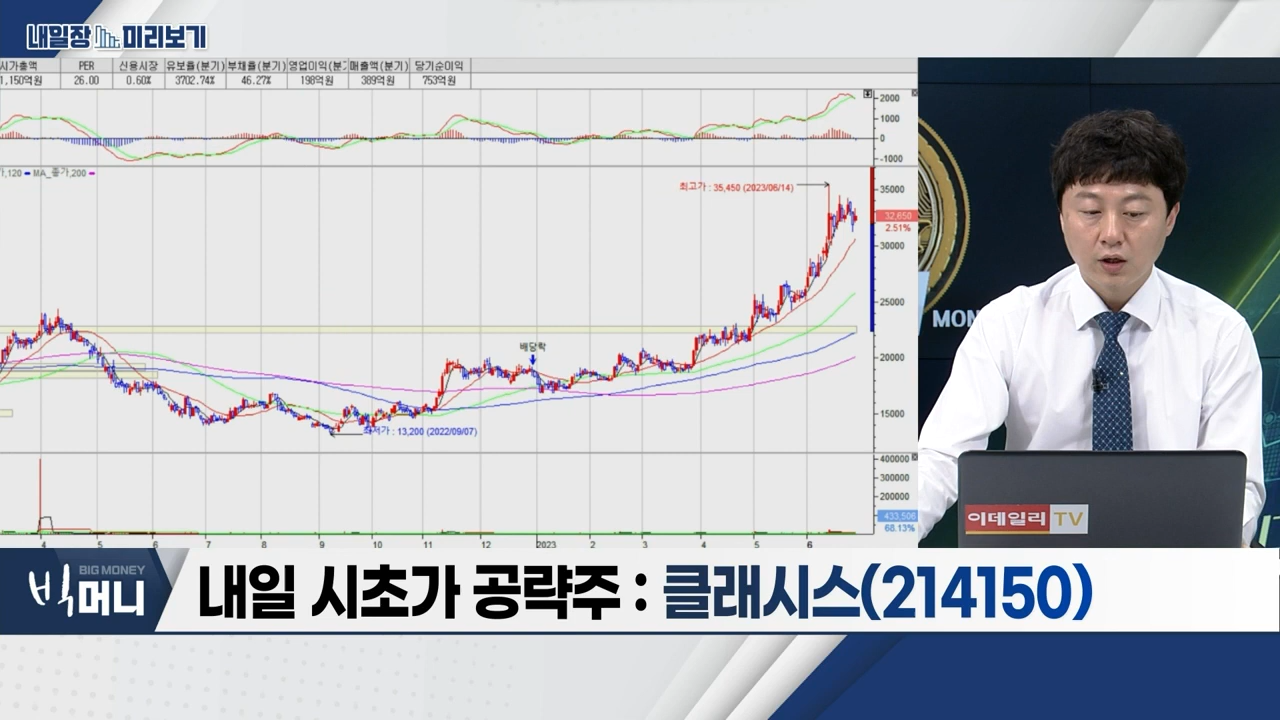 내일장 미리보기
시가총액 PER 신용시장 유보율(분기) 부채율(분기) 영업이익(분기 매출액(분기) 당기순이익
1,150억원 26.00 0.60% 3702.74% 46.27% 198억원 389억원 753억원
2000
1000
0
-1000
가,120 MA_종가,200
최고가 : 35,450 (2023/06/14)
35000
32,650
2.51%
30000
25000
20000
15000
배당락
최저가 : 13,200 (2022/09/07)
400000
300000
200000
433,506
68.13%
4 5 6 7 8 9 10 11 12 2023 2 3 4 5 6
MON
이데일리 TV
BIG MONEY
빅머니
내일 시초가 공략주 : 클래시스(214150)